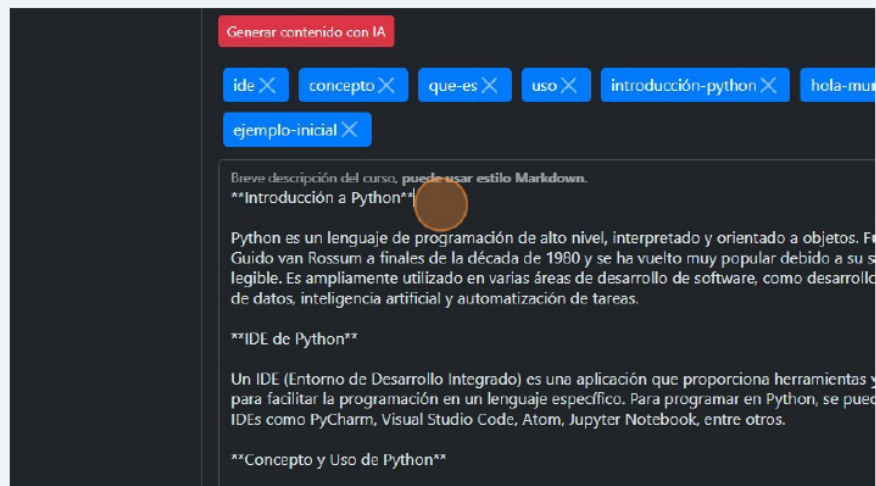 Generar contenido con IA
ide concepto que-es uso introducción-python
ejemplo-inicial
Breve descripción del curso, puede usar estilo Markdown.
**Introducción a Python**
Python es un lenguaje de programación de alto nivel, interpretado y orientado a objetos.
Guido van Rossum a finales de la década de 1980 y se ha vuelto muy popular debido a su
legible. Es ampliamente utilizado en varias áreas de desarrollo de software, como
de datos, inteligencia artificial y automatización de tareas.
**IDE de Python**
Un IDE (Entorno de Desarrollo Integrado) es una aplicación que proporciona herramientas y
para facilitar la programación en un lenguaje específico. Para programar en Python, se
IDEs como PyCharm, Visual Studio Code, Atom, Jupyter Notebook, entre otros.
**Concepto y Uso de Python**